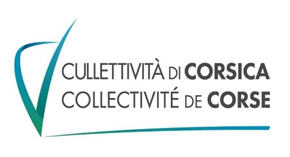 CULLETTIVITÀ DI CORSICA
COLLECTIVITÉ DE CORSE